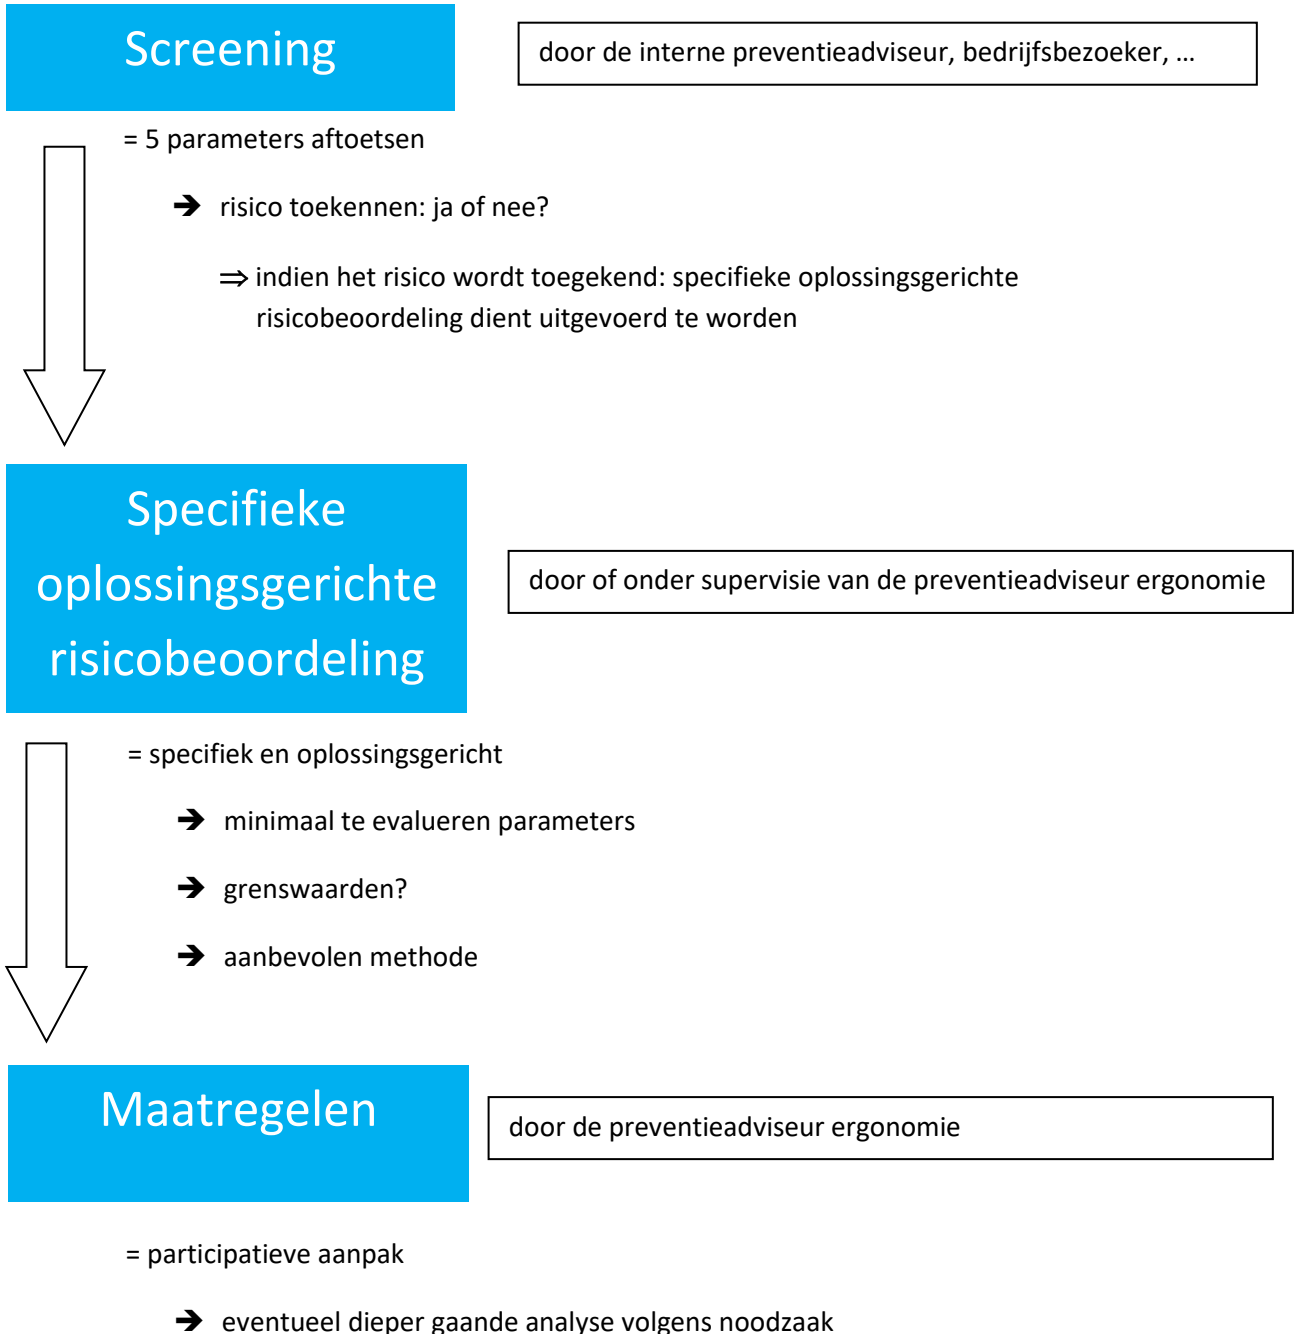 Screening
door de interne preventieadviseur, bedrijfsbezoeker, …
= 5 parameters aftoetsen
➔ risico toekennen: ja of nee?
⇒ indien het risico wordt toegekend: specifieke oplossingsgerichte
risicobeoordeling dient uitgevoerd te worden
Specifieke
oplossingsgerichte
risicobeoordeling
door of onder supervisie van de preventieadviseur ergonomie
= specifiek en oplossingsgericht
➔ minimaal te evalueren parameters
➔ grenswaarden?
➔ aanbevolen methode
Maatregelen
door de preventieadviseur ergonomie
= participatieve aanpak
➔ eventueel dieper gaande analyse volgens noodzaak